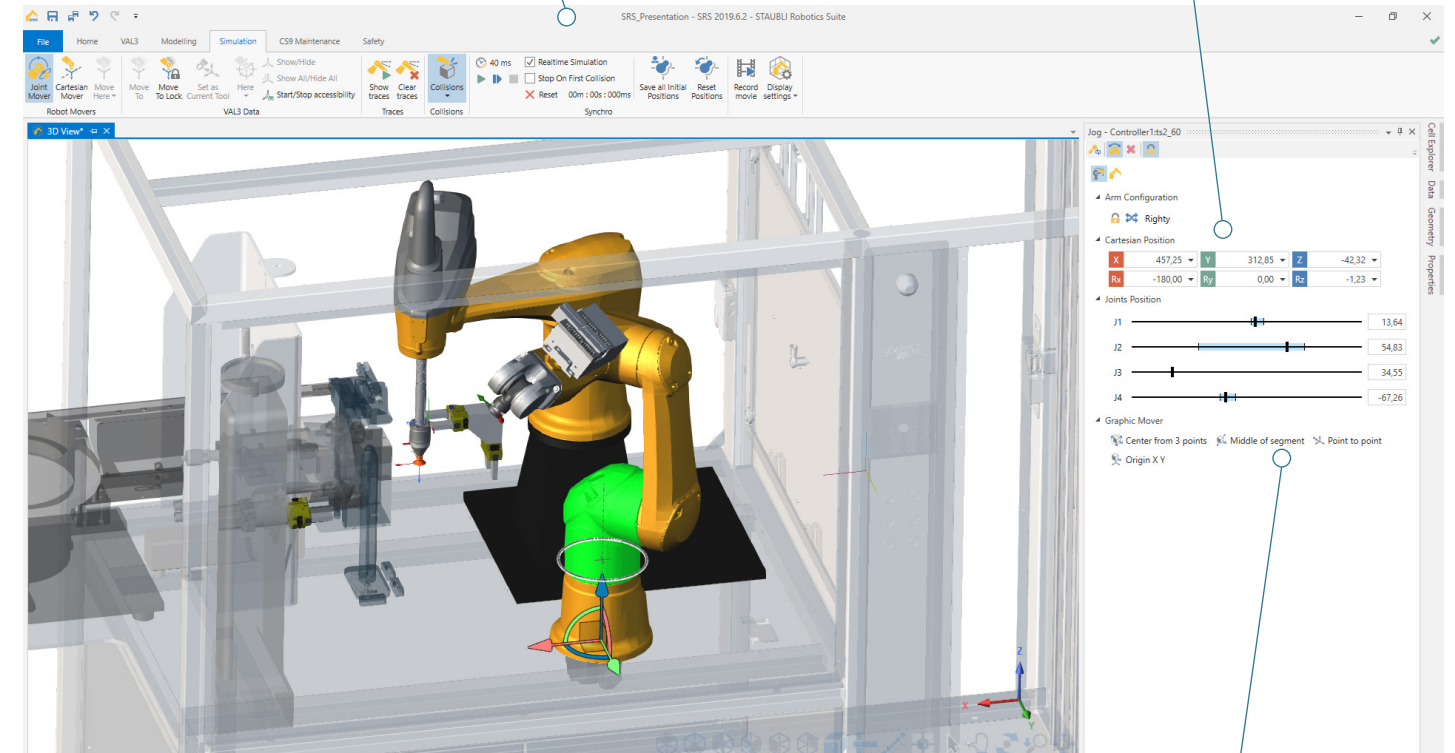 SRS_Presentation - SRS 2019.6.2 - STAUBLI Robotics Suite
File Home VAL3 Modelling Simulation CS9 Maintenance Safety
Joint Mover
Cartesian Mover
Move Here
Robot Movers
Move To
Move To Lock
Set as Current Tool
Here
Show/Hide
Show All/Hide All
Start/Stop accessibility
VAL3 Data
Show traces
Clear traces
Traces
Collisions
Collisions
40 ms
Realtime Simulation
Stop On First Collision
Reset 00m : 00s : 000ms
Save all Initial Positions
Reset Positions
Synchro
Record movie
Display settings
3D View*
Jog - Controller1:ts2_60
Arm Configuration
Righty
Cartesian Position
X 457,25 Y 312,85 Z -42,32
Rx -180,00 Ry 0,00 Rz -1,23
Joints Position
J1 13,64
J2 54,83
J3 34,55
J4 -67,26
Graphic Mover
Center from 3 points Middle of segment Point to point
Origin X Y
Cell Explorer
Data
Geometry
Properties
Z
X
Y